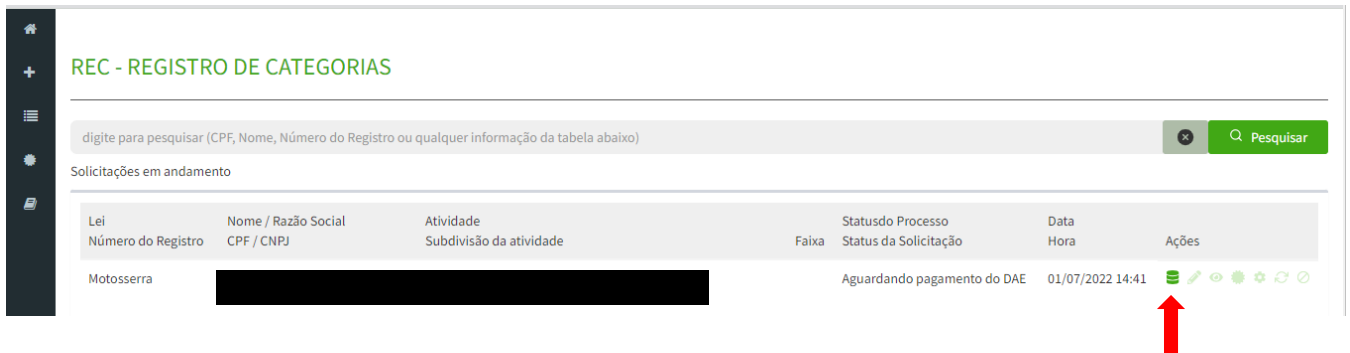 REC - REGISTRO DE CATEGORIAS
digite para pesquisar (CPF, Nome, Número do Registro ou qualquer informação da tabela abaixo)
Pesquisar
Solicitações em andamento
Lei Nome / Razão Social Atividade Statusdo Processo Data
Número do Registro CPF / CNPJ Subdivisão da atividade Faixa Status da Solicitação Hora Ações
Motosserra Aguardando pagamento do DAE 01/07/2022 14:41